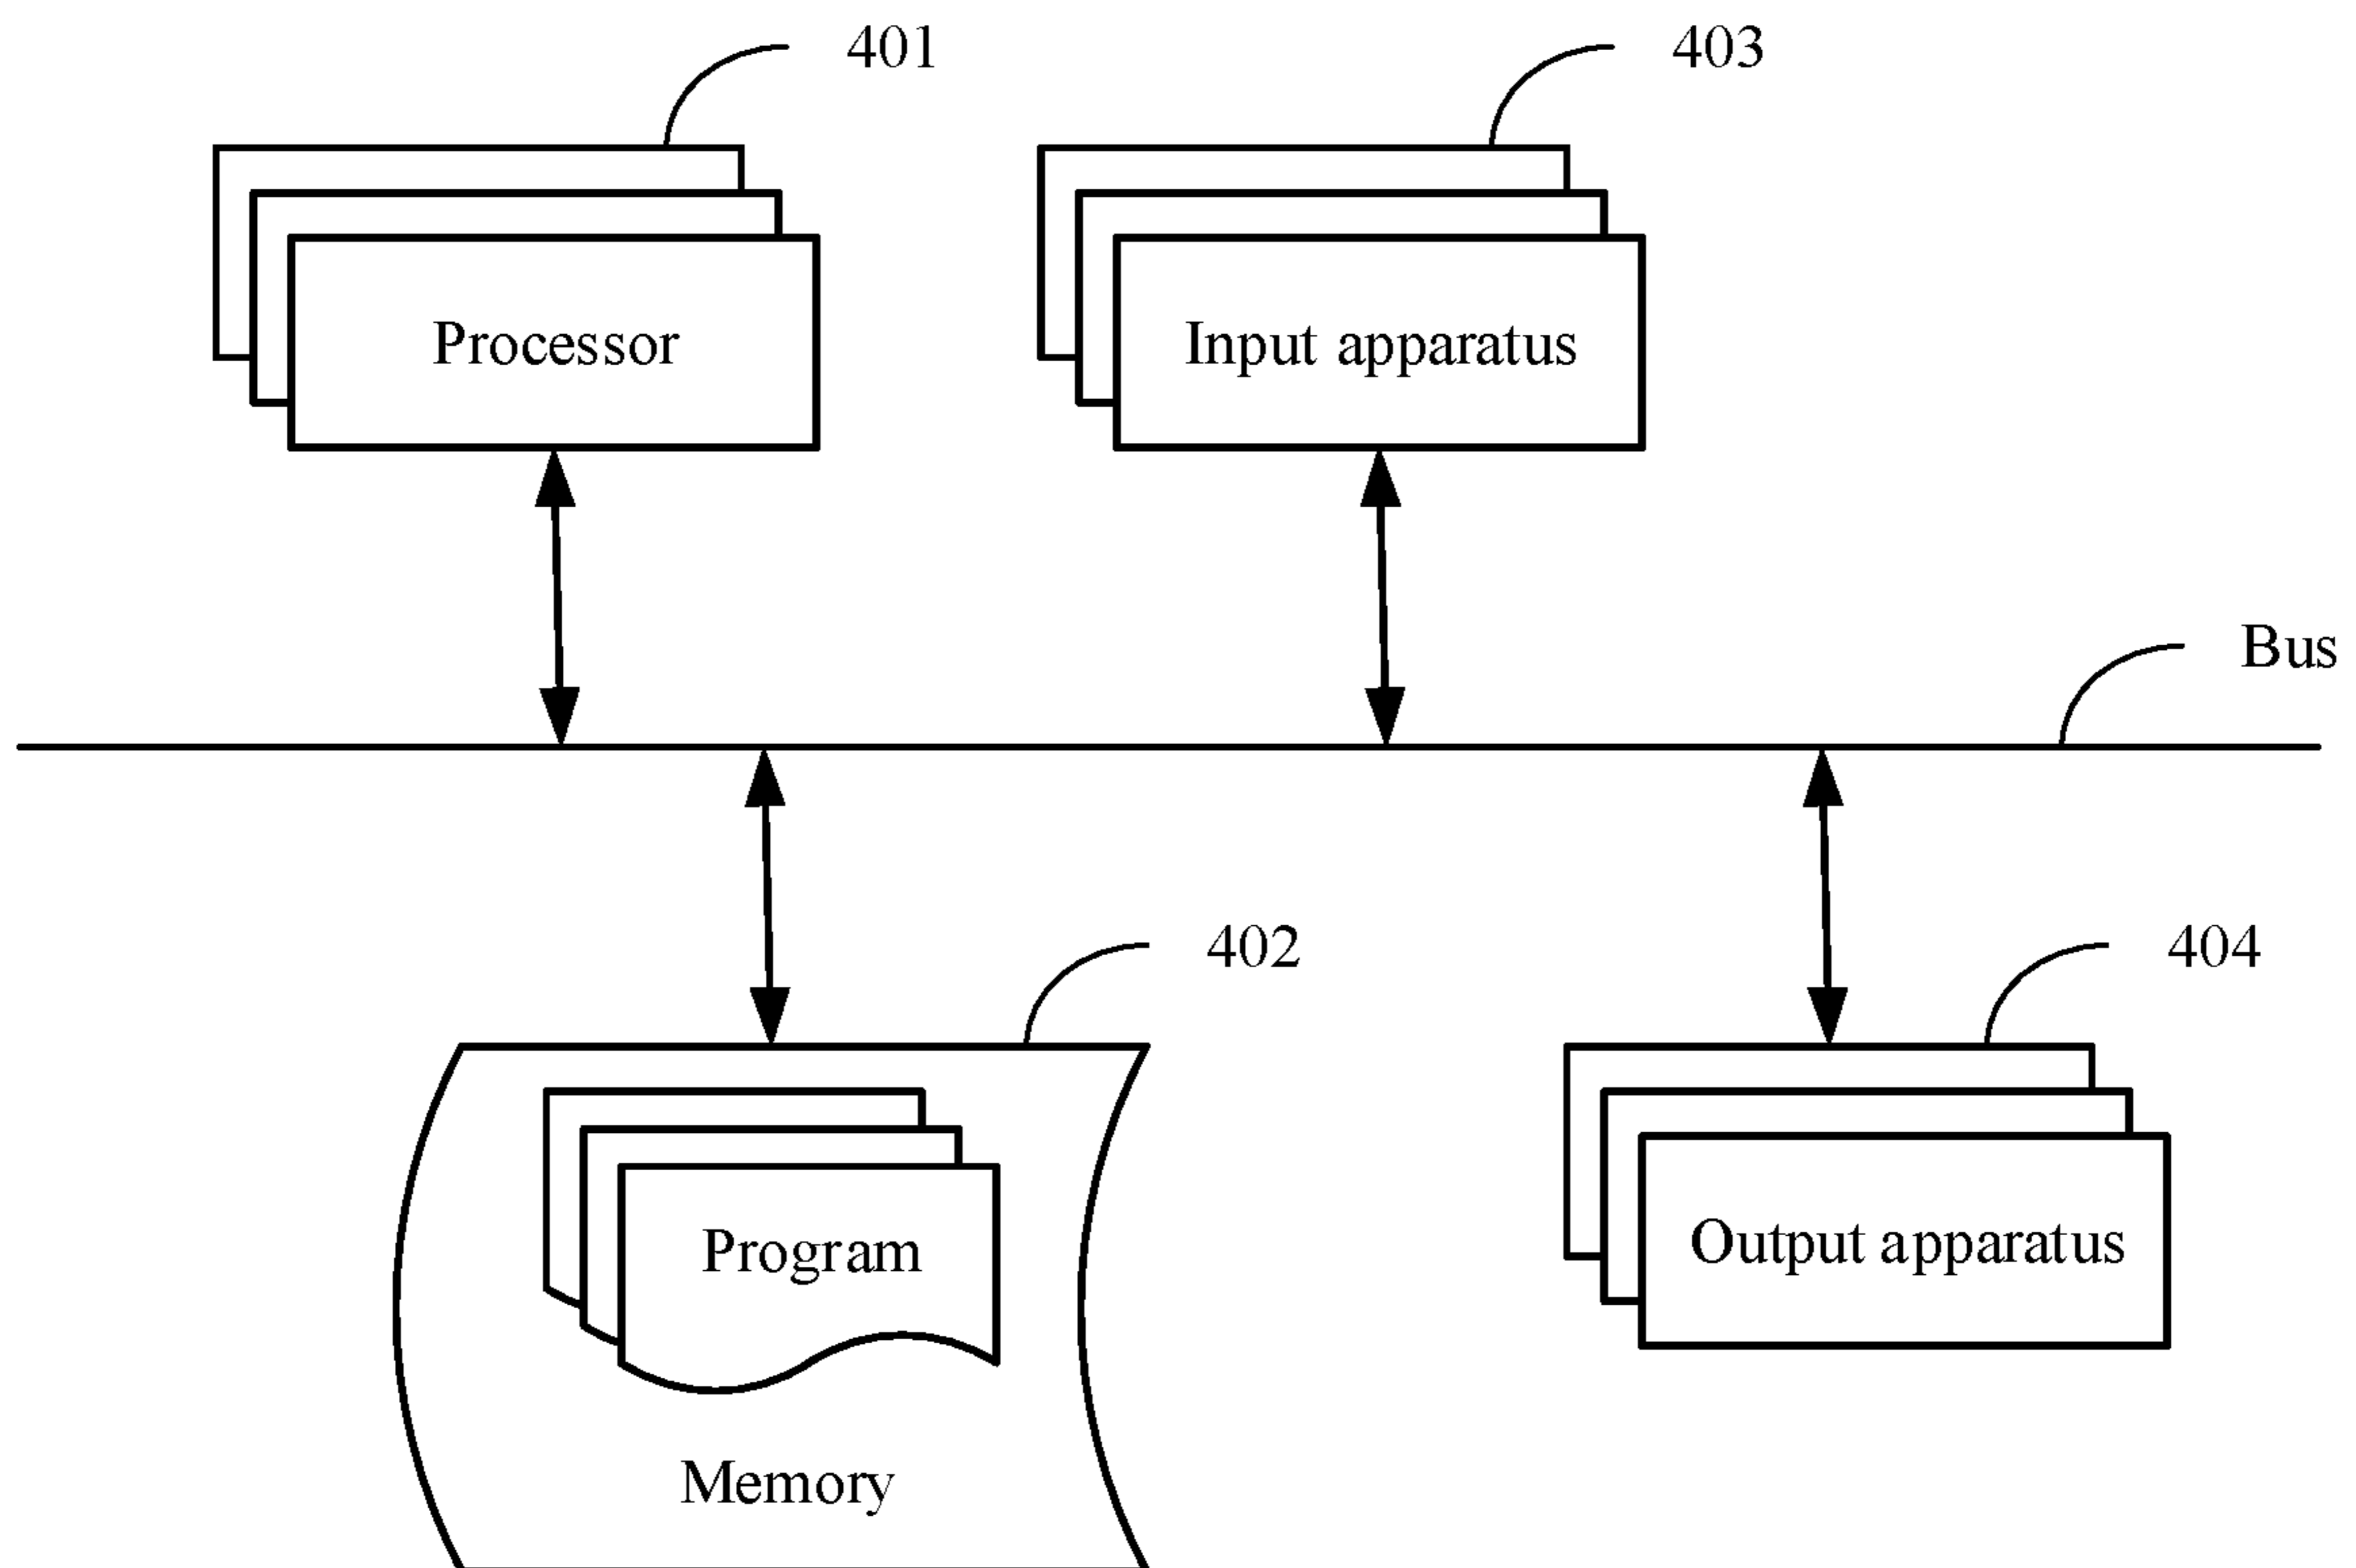 401
403
Processor
Input apparatus
Bus
402
404
Program
Output apparatus
Memory